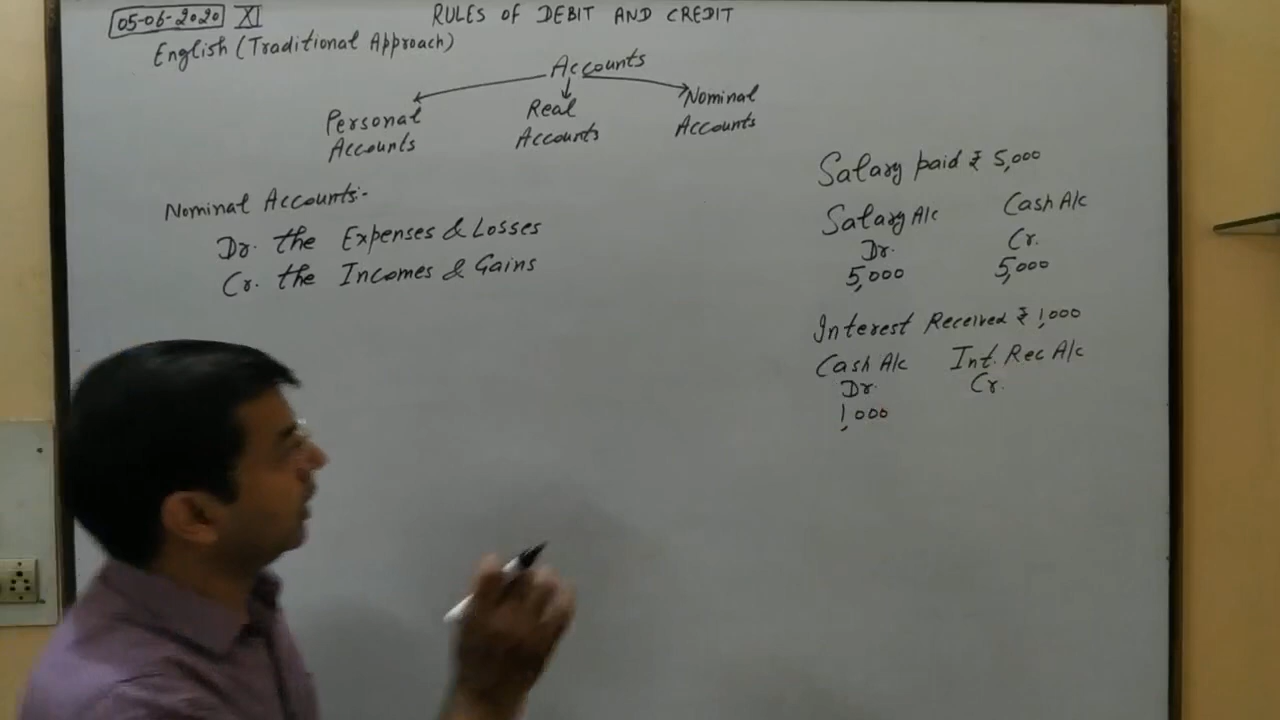 05-06-2020 XI RULES OF DEBIT AND CREDIT
English (Traditional Approach)
Accounts
Personal Accounts
Real Accounts
Nominal Accounts
Nominal Accounts:-
Dr. the Expenses & Losses
Cr. the Incomes & Gains
Salary paid ₹ 5,000
Salary A/c Cash A/c
Dr. Cr.
5,000 5,000
Interest Received ₹ 1,000
Cash A/c Int. Rec A/c
Dr. Cr.
1,000